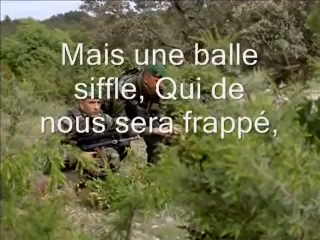 Mais une balle
siffle, Qui de
nous sera frappé,